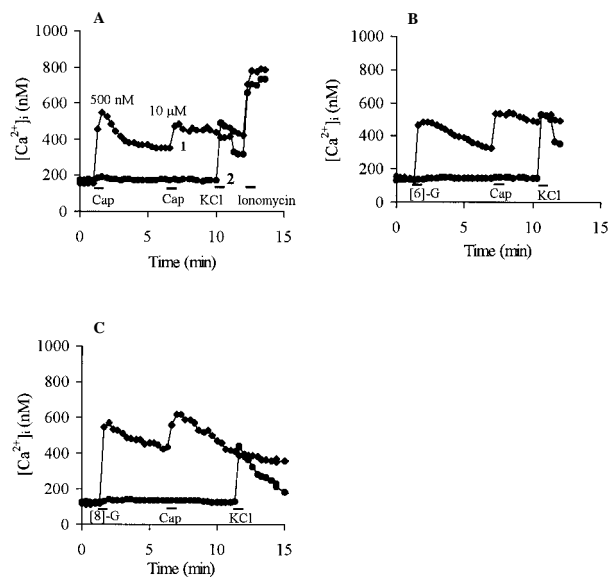 A
1000
800
600
400
200
0
[Ca2+]i (nM)
500 nM
10 µM
1
2
Cap
Cap
KCl
Ionomycin
0
5
10
15
Time (min)
B
1000
800
600
400
200
0
[Ca2+]i (nM)
[6]-G
Cap
KCl
0
5
10
15
Time (min)
C
1000
800
600
400
200
0
[Ca2+]i (nM)
[8]-G
Cap
KCl
0
5
10
15
Time (min)